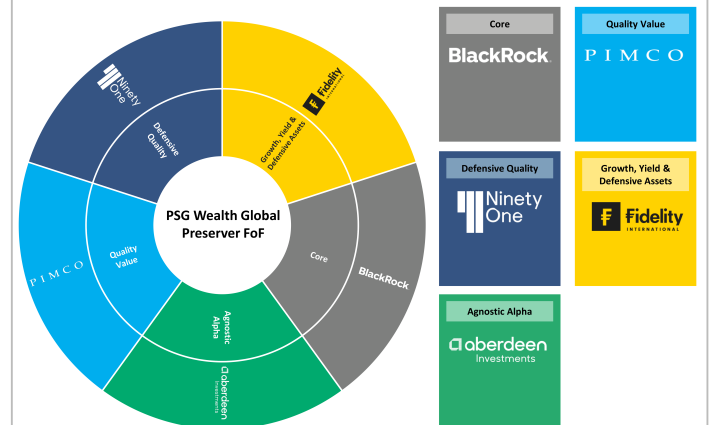 Ninety
One
Defensive
Quality
Fidelity
INTERNATIONAL
Growth, Yield &
Defensive Assets
PSG Wealth Global
Preserver FoF
PIMCO
Quality
Value
Core
BlackRock
Agnostic
Alpha
aberdeen
Investments
Core
BlackRock.
Quality Value
PIMCO
Defensive Quality
Ninety
One
Growth, Yield &
Defensive Assets
Fidelity
INTERNATIONAL
Agnostic Alpha
aberdeen
Investments